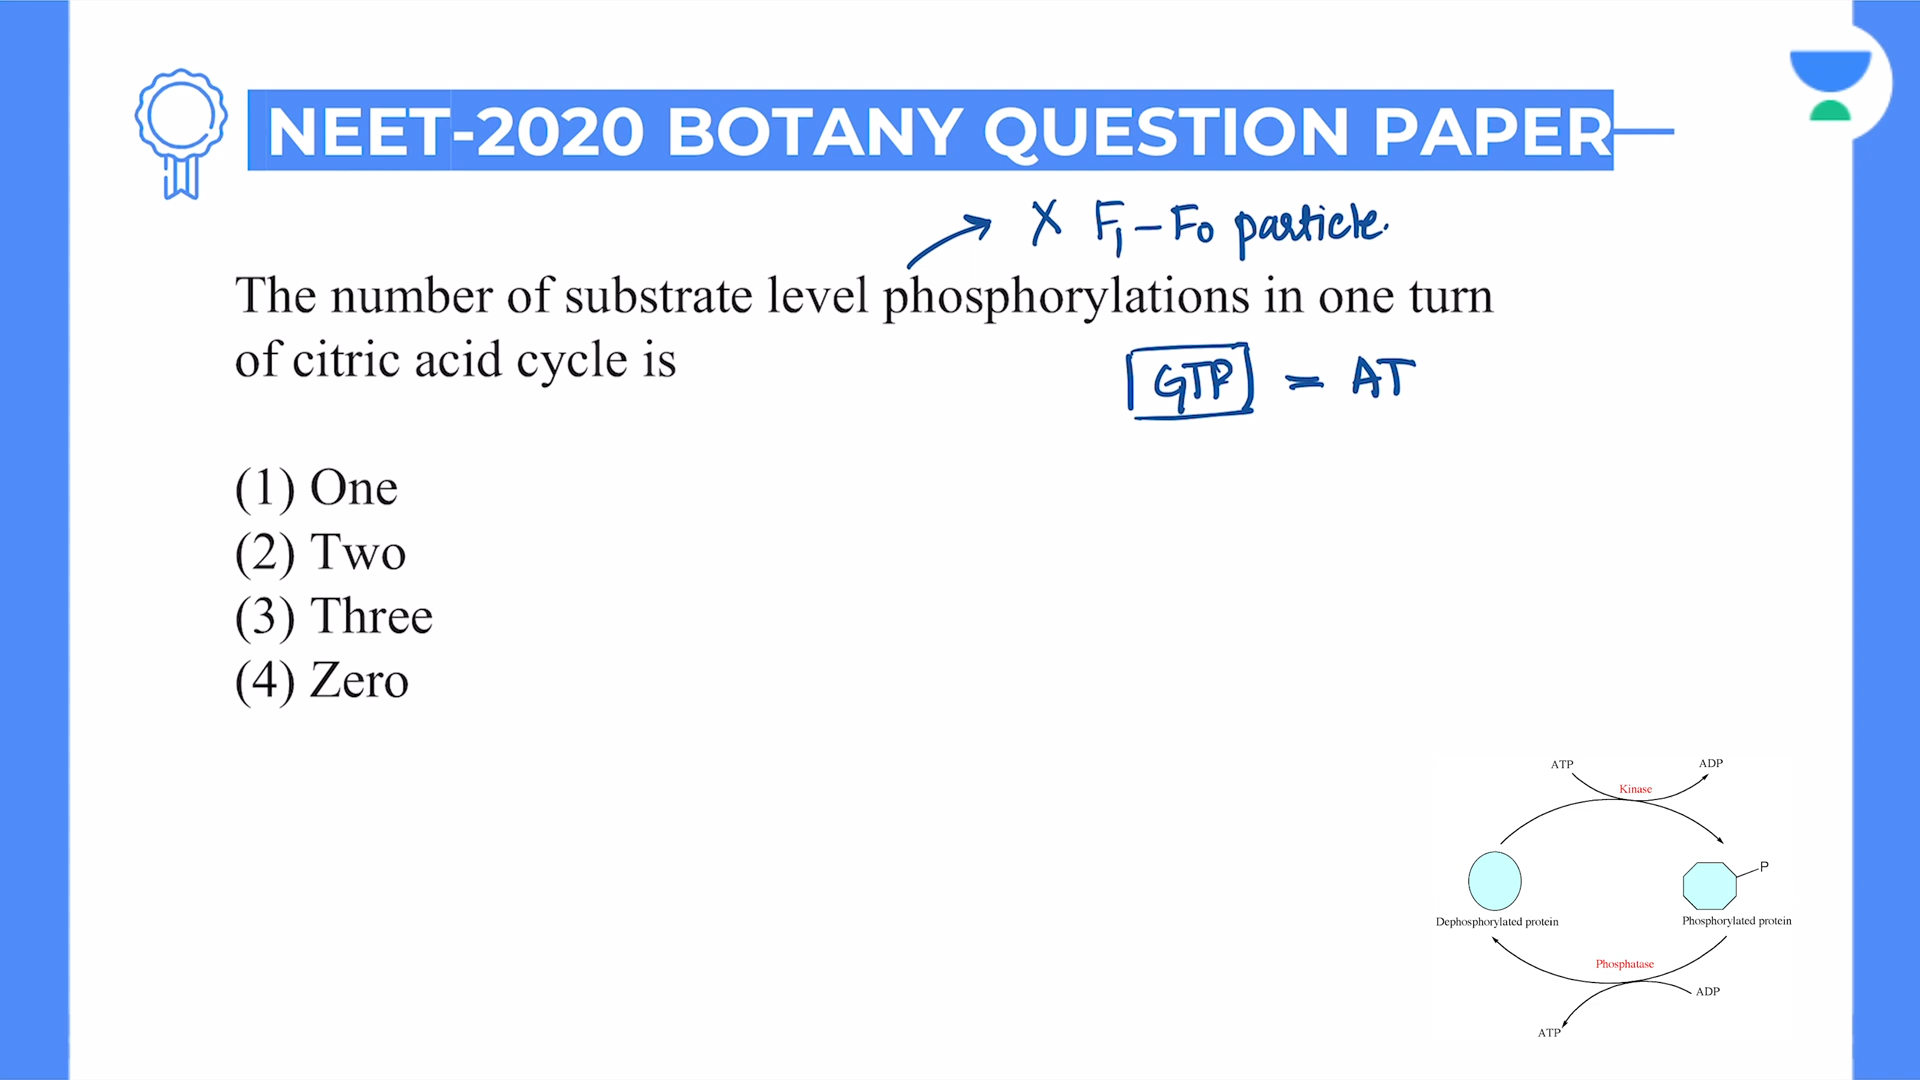 NEET-2020 BOTANY QUESTION PAPER
X F1-F0 particle.
The number of substrate level phosphorylations in one turn
of citric acid cycle is
GTP = AT
(1) One
(2) Two
(3) Three
(4) Zero
ATP ADP
Kinase
P
Dephosphorylated protein Phosphorylated protein
Phosphatase
ADP
ATP